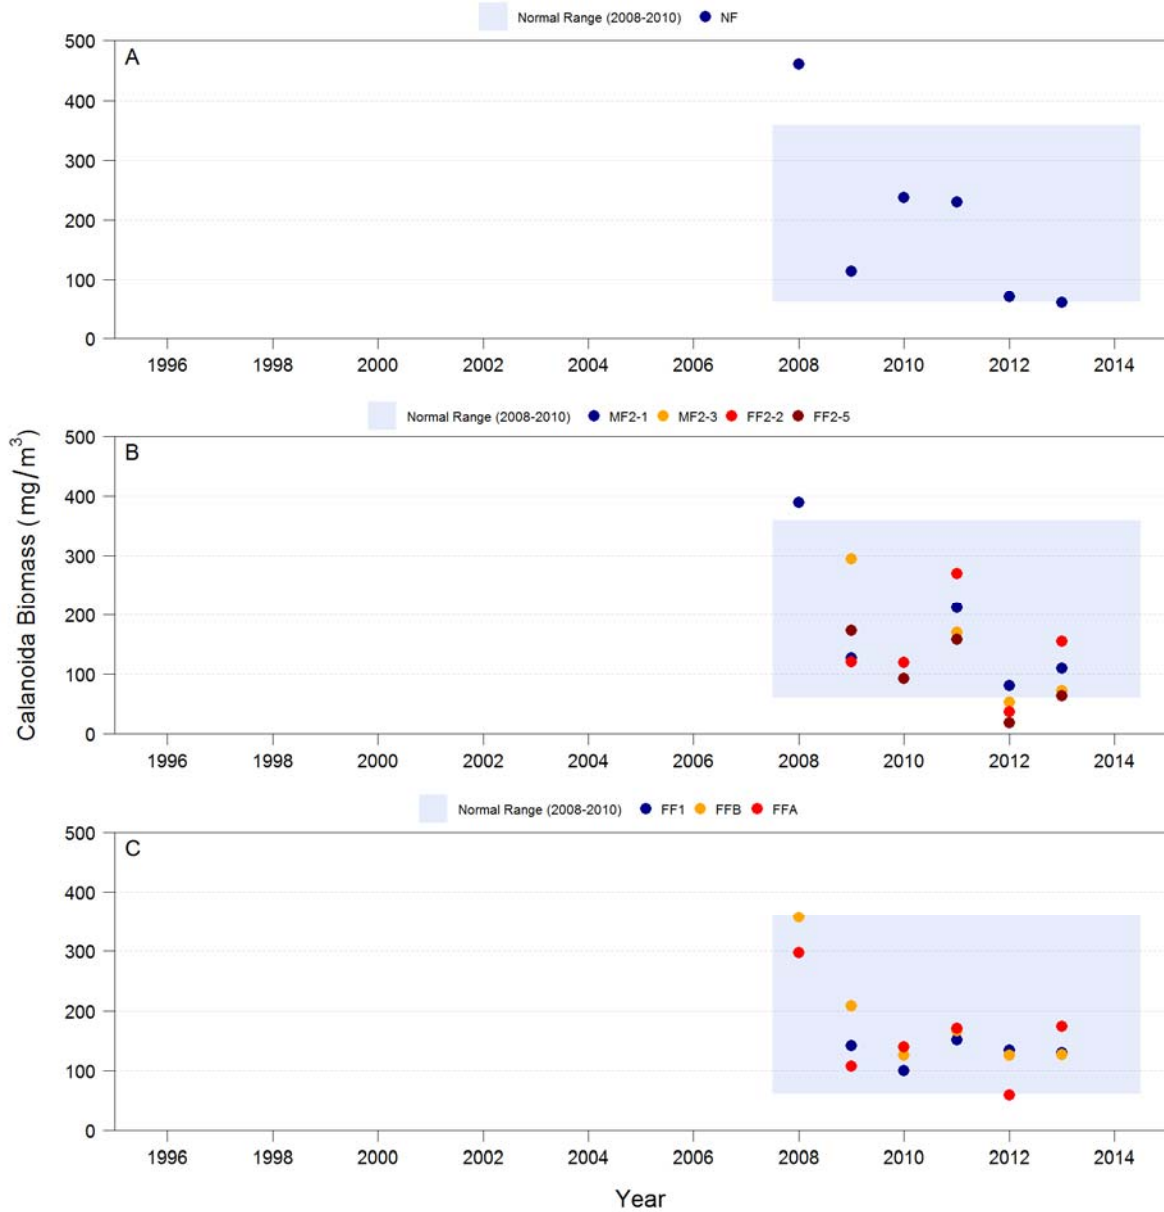 Normal Range (2008-2010) NF
A
500
400
300
200
100
0
1996 1998 2000 2002 2004 2006 2008 2010 2012 2014
Normal Range (2008-2010) MF2-1 MF2-3 FF2-2 FF2-5
B
500
400
300
200
100
0
1996 1998 2000 2002 2004 2006 2008 2010 2012 2014
Calanoida Biomass (mg/m³)
Normal Range (2008-2010) FF1 FFB FFA
C
500
400
300
200
100
0
1996 1998 2000 2002 2004 2006 2008 2010 2012 2014
Year